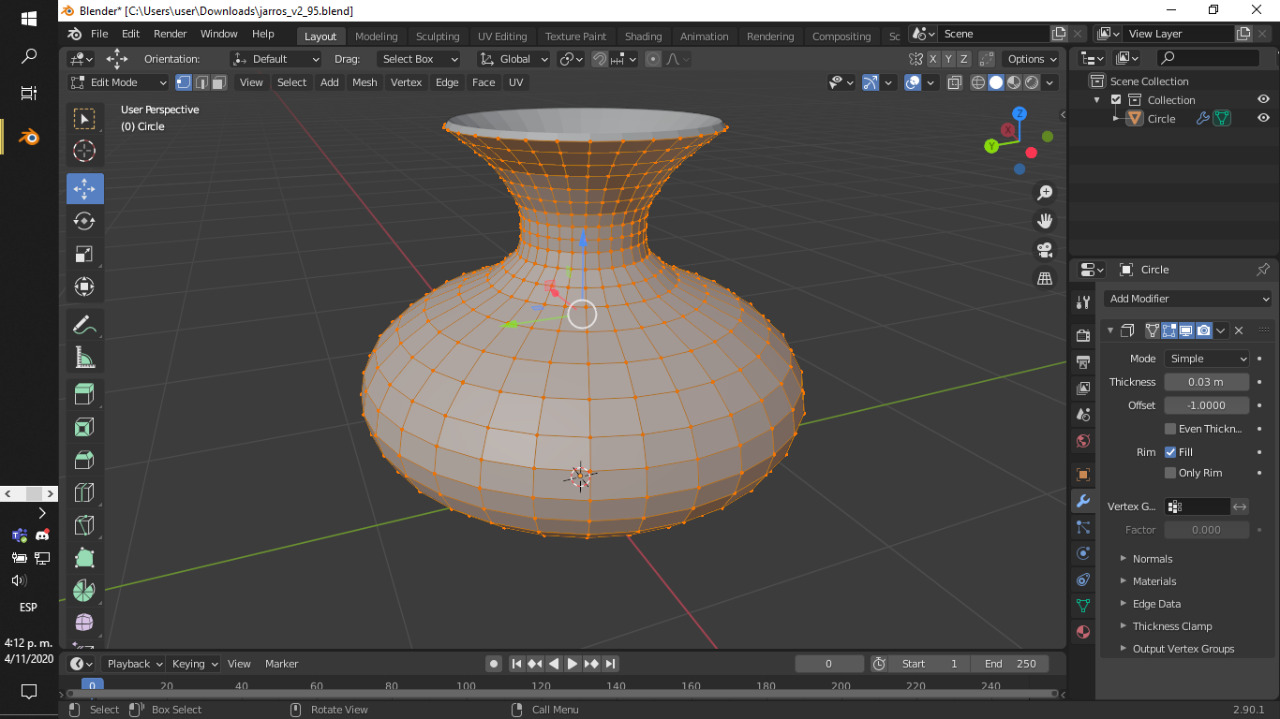 Blender* [C:\Users\user\Downloads\jarros_v2_95.blend]
File Edit Render Window Help Layout Modeling Sculpting UV Editing Texture Paint Shading Animation Rendering Compositing Sc Scene View Layer
Orientation: Default Drag: Select Box Global X Y Z Options
Edit Mode View Select Add Mesh Vertex Edge Face UV
User Perspective
(0) Circle
Z
Y
X
Scene Collection
Collection
Circle
Circle
Add Modifier
Mode Simple
Thickness 0.03 m
Offset -1.0000
Even Thickn...
Rim Fill
Only Rim
Vertex G...
Factor 0.000
Normals
Materials
Edge Data
Thickness Clamp
Output Vertex Groups
ESP
4:12 p. m.
4/11/2020
Playback Keying View Marker 0 Start 1 End 250
0 20 40 60 80 100 120 140 160 180 200 220 240
Select Box Select Rotate View Call Menu 2.90.1